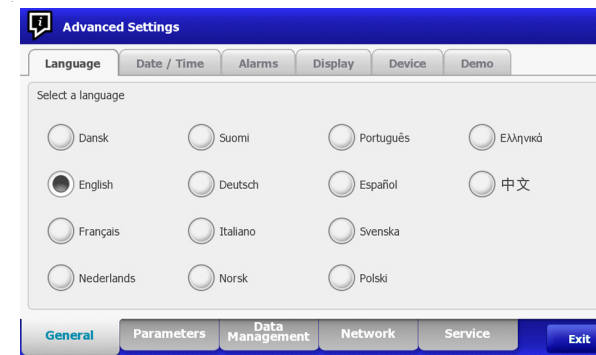 Advanced Settings
Language Date / Time Alarms Display Device Demo
Select a language
Dansk Suomi Português Ελληνικά
English Deutsch Español 中文
Français Italiano Svenska
Nederlands Norsk Polski
General Parameters Data Management Network Service Exit